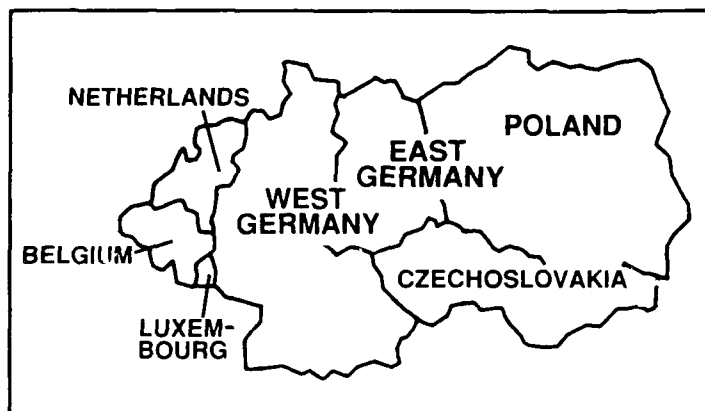 NETHERLANDS
POLAND
EAST
GERMANY
WEST
GERMANY
BELGIUM
CZECHOSLOVAKIA
LUXEM-
BOURG